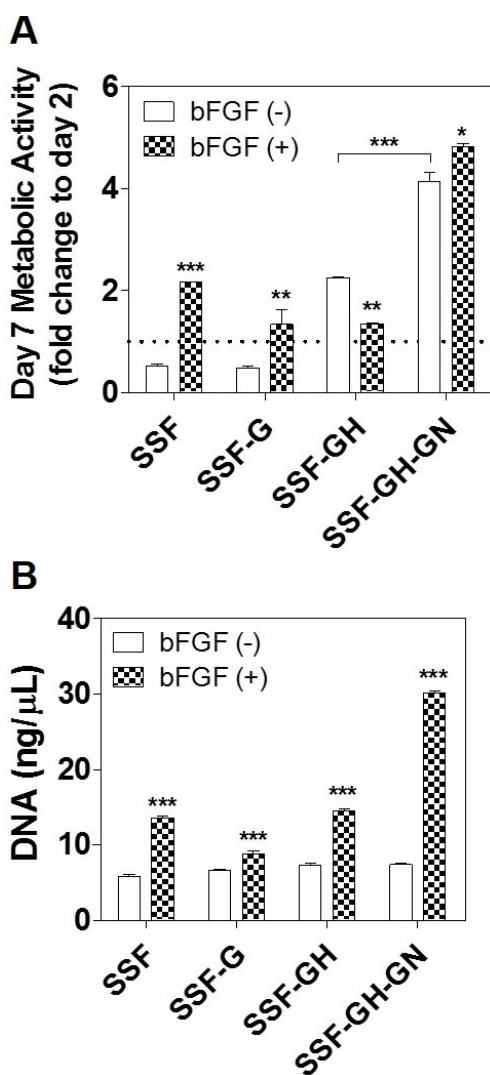 A
Day 7 Metabolic Activity
(fold change to day 2)
6
4
2
0
bFGF (-)
bFGF (+)
***
**
***
**
*
SSF
SSF-G
SSF-GH
SSF-GH-GN
B
DNA (ng/μL)
40
30
20
10
0
bFGF (-)
bFGF (+)
***
***
***
***
SSF
SSF-G
SSF-GH
SSF-GH-GN